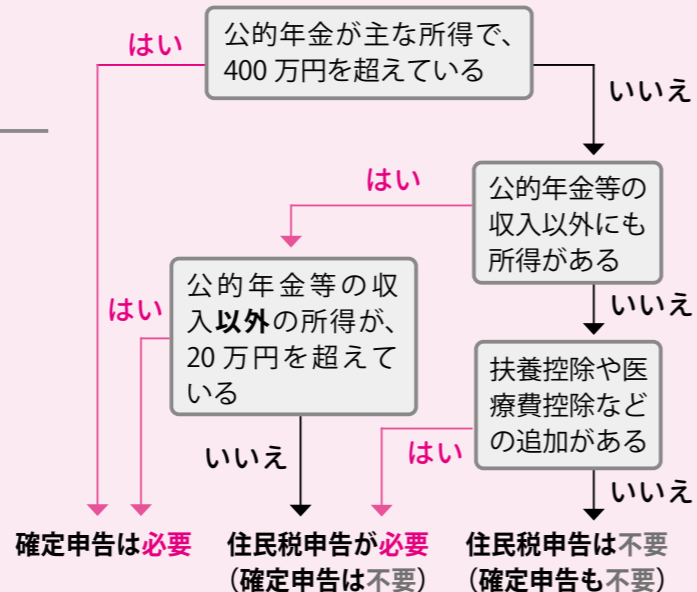 公的年金が主な所得で、
400 万円を超えている
はい
いいえ
公的年金等の
収入以外にも
所得がある
はい
いいえ
公的年金等の収
入以外の所得が、
20 万円を超えて
いる
はい
いいえ
扶養控除や医
療費控除など
の追加がある
はい
いいえ
確定申告は必要
住民税申告が必要
（確定申告は不要）
住民税申告は不要
（確定申告も不要）